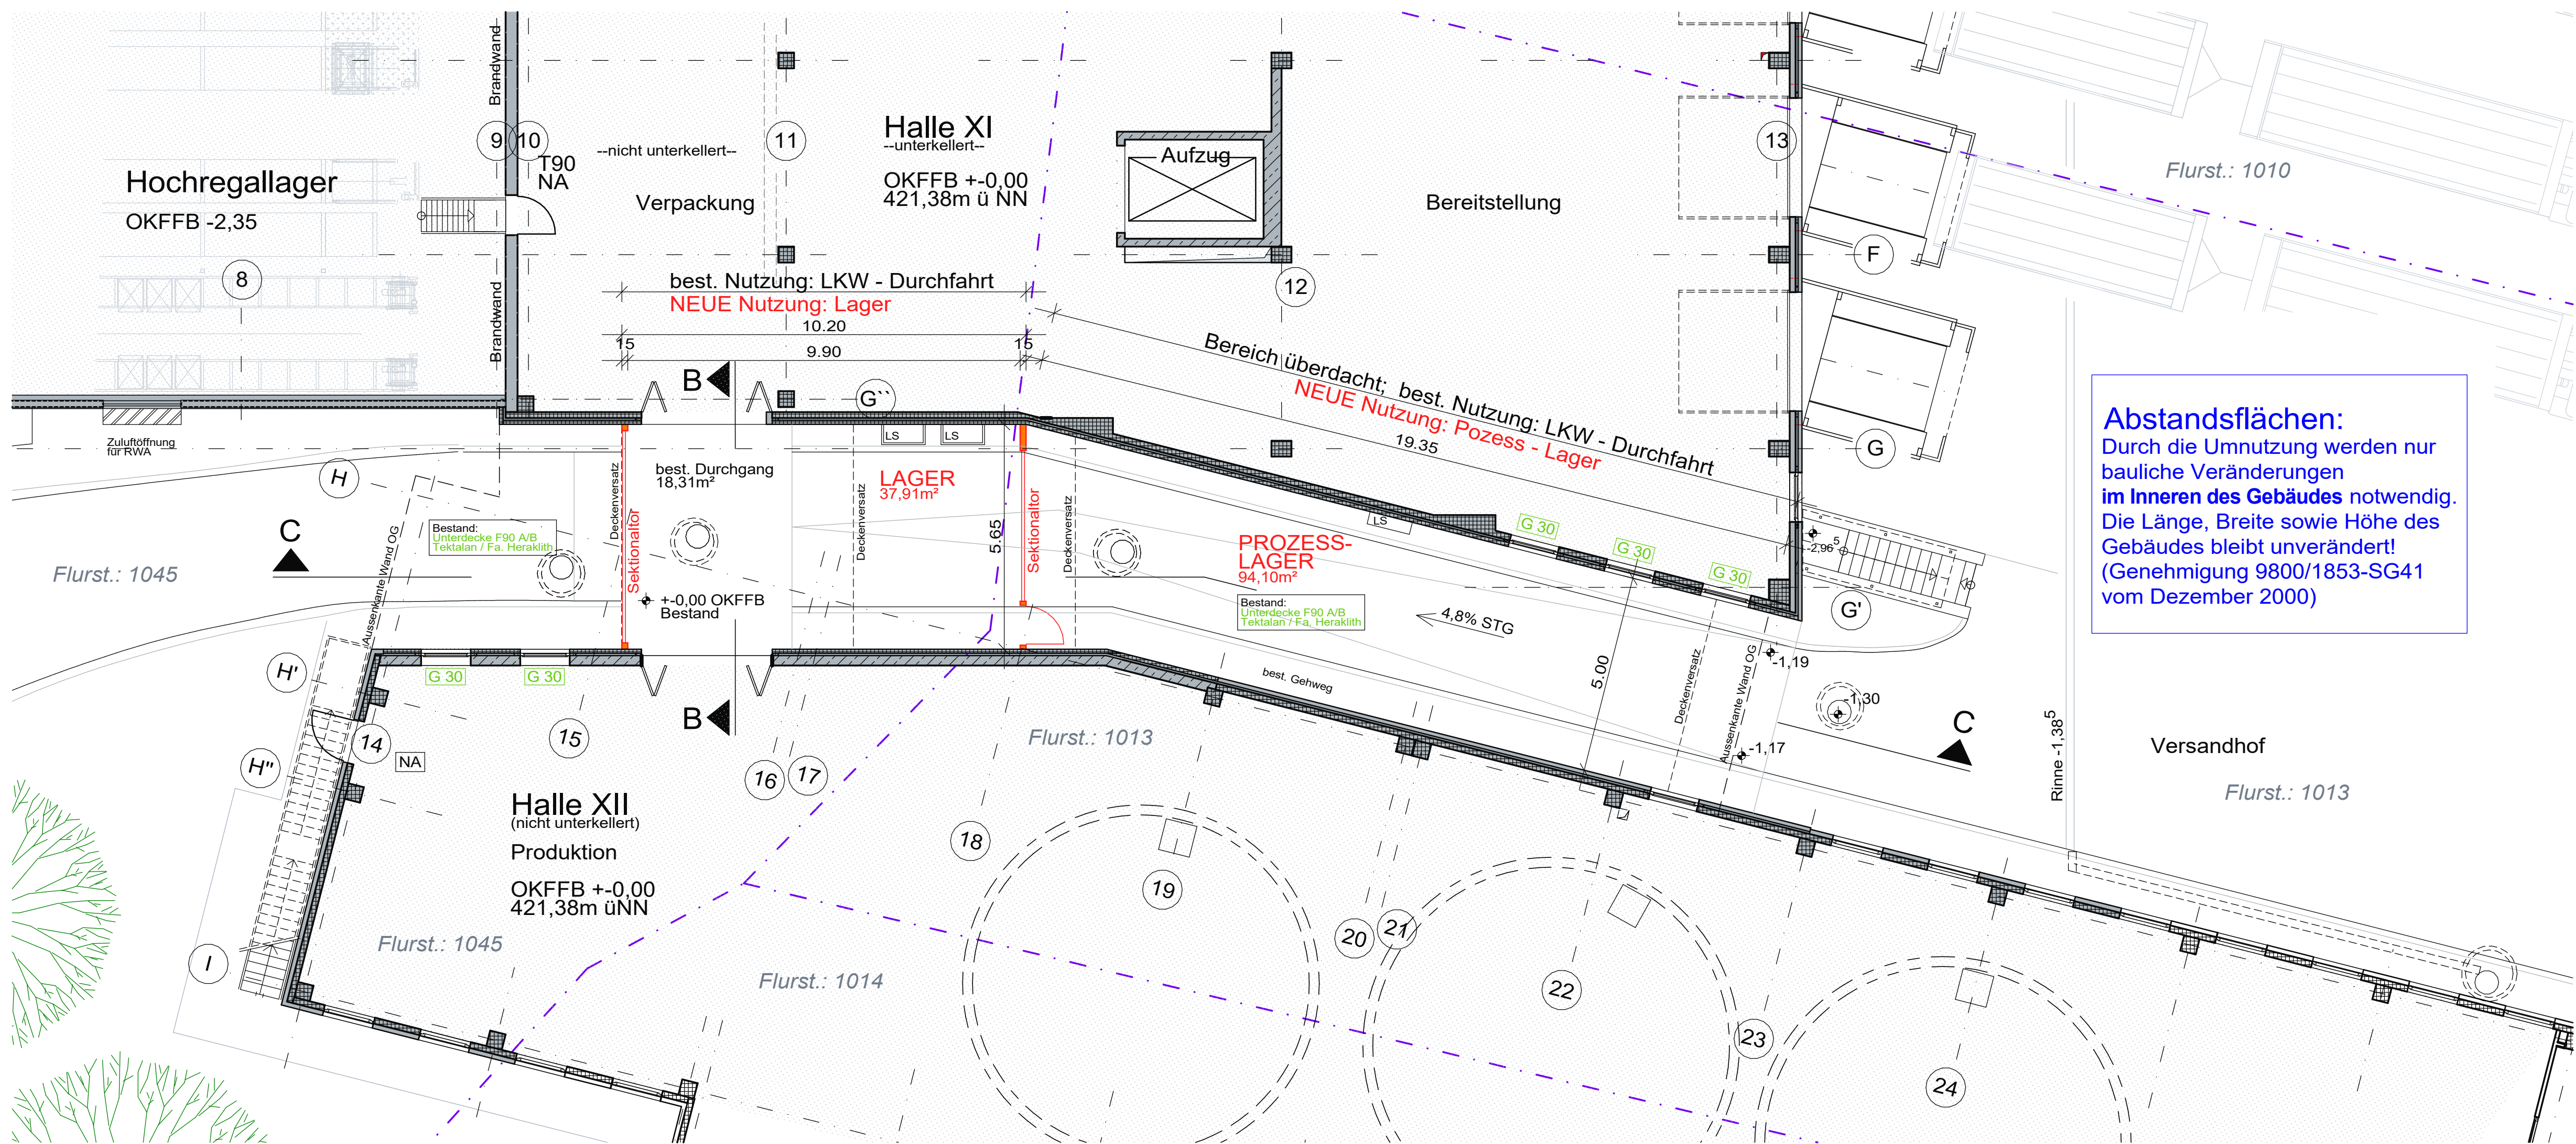 Brandwand
9
10
T90
NA
--nicht unterkellert--
11
Halle XI
--unterkellert--
OKFFB +-0,00
421,38m ü NN
Aufzug
13
Flurst.: 1010
Hochregallager
OKFFB -2,35
Verpackung
Bereitstellung
8
F
12
Brandwand
best. Nutzung: LKW - Durchfahrt
NEUE Nutzung: Lager
10.20
15
9.90
15
B
G``
Bereich überdacht; best. Nutzung: LKW - Durchfahrt
NEUE Nutzung: Pozess - Lager
19.35
G
Abstandsflächen:
Durch die Umnutzung werden nur
bauliche Veränderungen
im Inneren des Gebäudes notwendig.
Die Länge, Breite sowie Höhe des
Gebäudes bleibt unverändert!
(Genehmigung 9800/1853-SG41
vom Dezember 2000)
Zuluftöffnung
für RWA
H
LS
LS
best. Durchgang
18,31m²
LAGER
37,91m²
Deckenversatz
Sektionaltor
Deckenversatz
5.65
Sektionaltor
Deckenversatz
LS
G 30
G 30
G 30
C
Bestand:
Unterdecke F90 A/B
Tektalan / Fa. Heraklith
Aussenkante Wand OG
Flurst.: 1045
+-0,00 OKFFB
Bestand
PROZESS-
LAGER
94,10m²
Bestand:
Unterdecke F90 A/B
Tektalan / Fa. Heraklith
4,8% STG
-2,96⁵
G'
H'
G 30
G 30
best. Gehweg
5.00
Deckenversatz
Aussenkante Wand OG
-1,19
-1,30
-1,17
C
Rinne -1,38⁵
Versandhof
Flurst.: 1013
B
14
NA
15
H''
16
17
Flurst.: 1013
Halle XII
(nicht unterkellert)
Produktion
OKFFB +-0,00
421,38m üNN
18
19
20
21
22
23
24
Flurst.: 1045
I
Flurst.: 1014